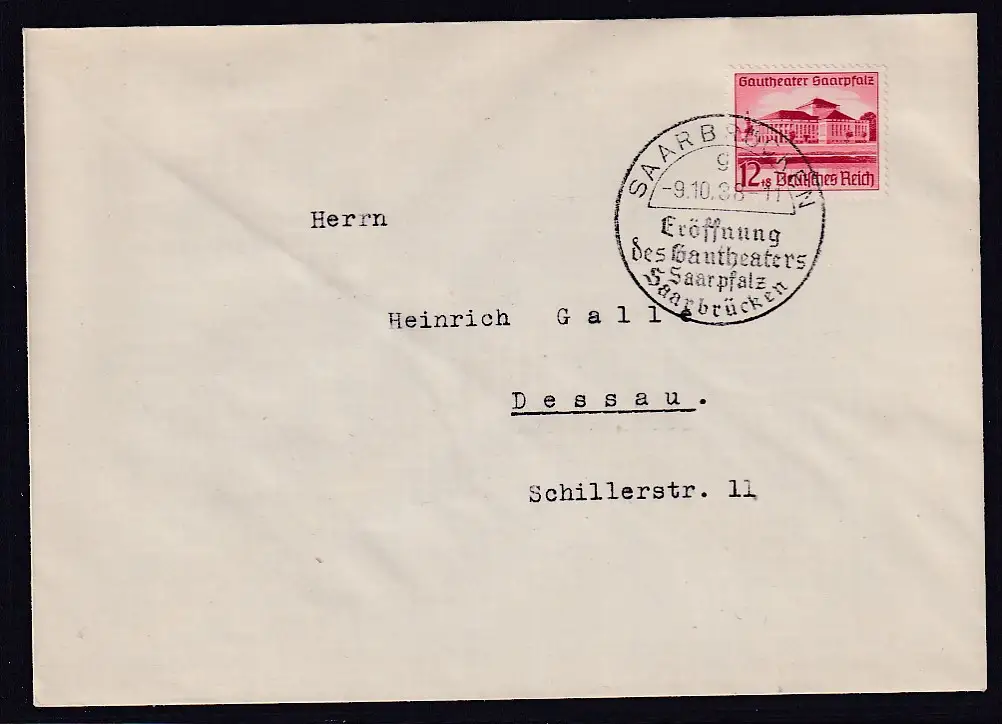 Gautheater Saarpfalz
12+8 Deutsches Reich
SAARBRÜCKEN
g
-9.10.38-11
Eröffnung
des Gautheaters
Saarpfalz
Saarbrücken
Herrn
Heinrich Galle
Dessau.
Schillerstr. 11